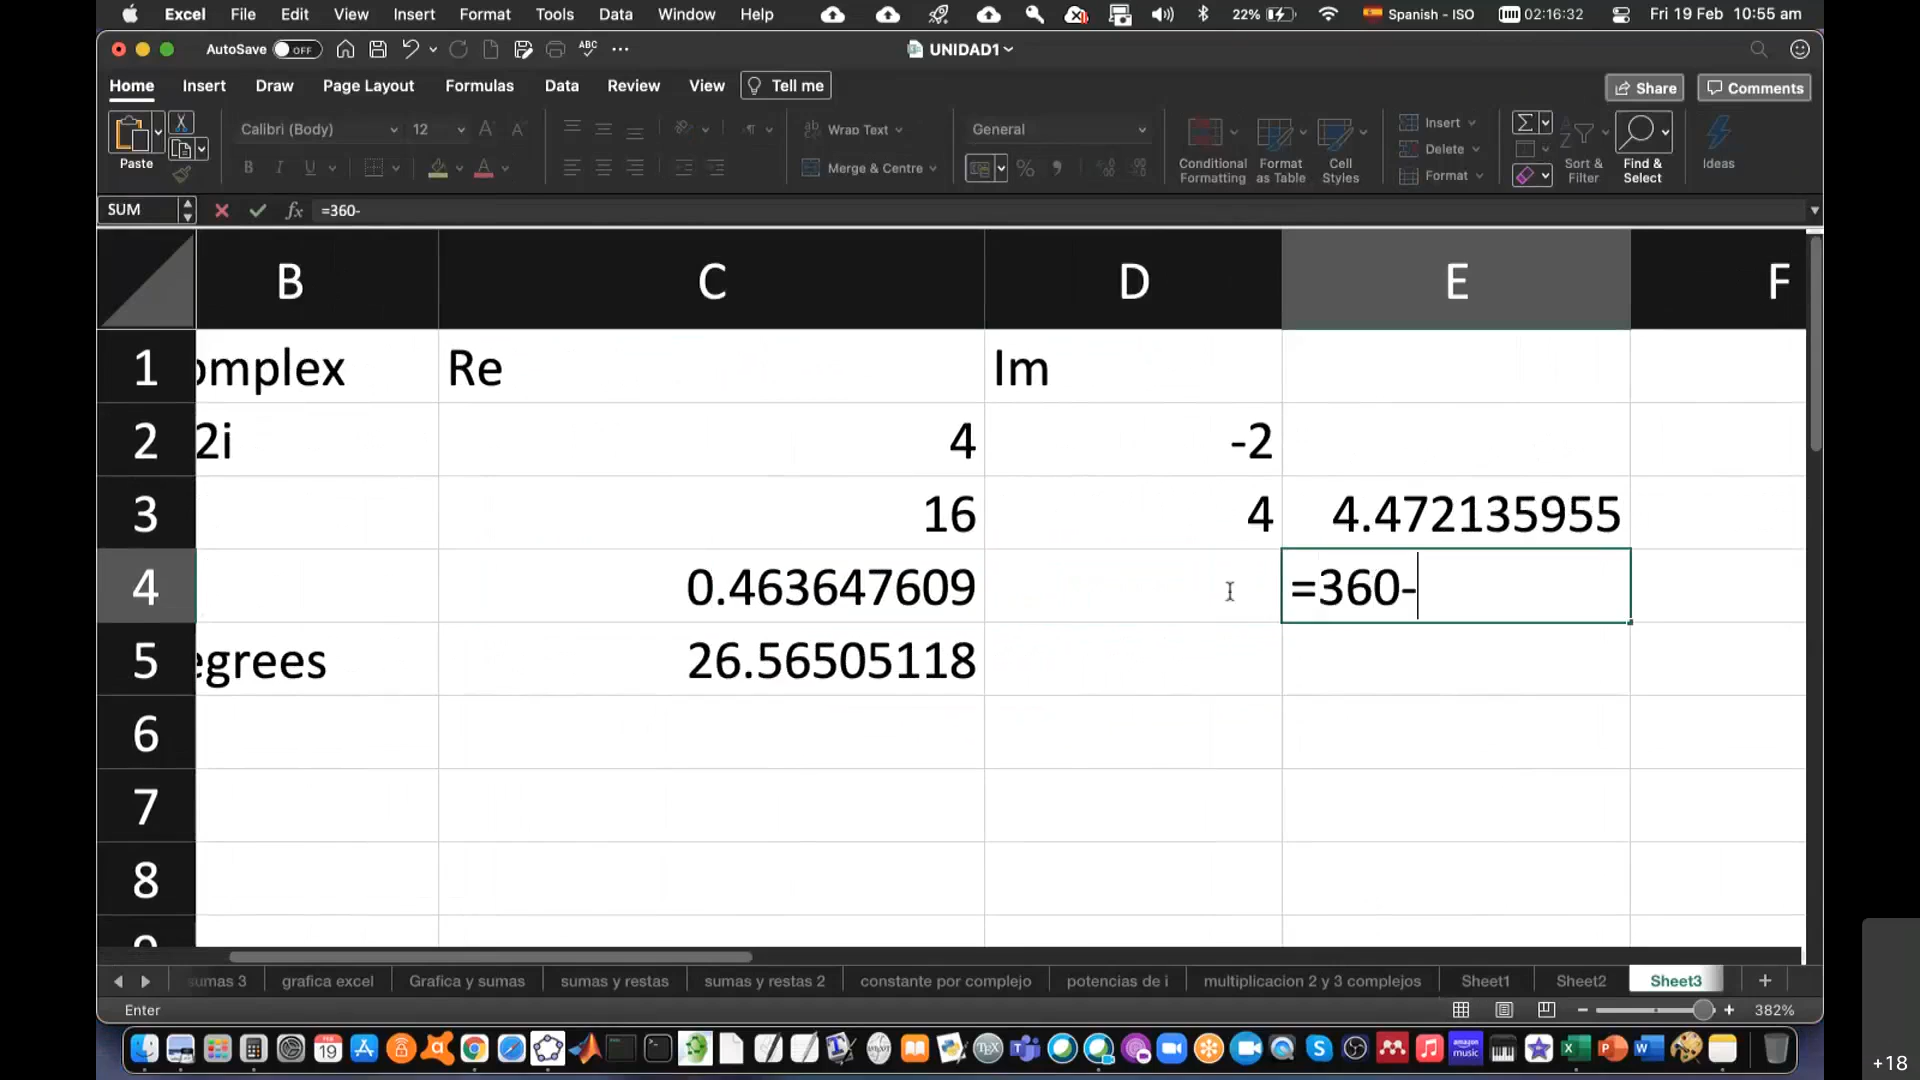 Excel File Edit View Insert Format Tools Data Window Help 22% Spanish - ISO 02:16:32 Fri 19 Feb 10:55 am
AutoSave OFF ABC ... UNIDAD1
Home Insert Draw Page Layout Formulas Data Review View Tell me Share Comments
Paste Calibri (Body) 12 Wrap Text General Conditional Formatting Format as Table Cell Styles Insert Sort & Filter Find & Select Ideas
B I U Merge & Centre % Delete
Format
SUM fx =360-
B C D E F
1 omplex Re Im
2 2i 4 -2
3 16 4 4.472135955
4 0.463647609 =360-
5 egrees 26.56505118
6
7
8
9
sumas 3 grafica excel Grafica y sumas sumas y restas sumas y restas 2 constante por complejo potencias de i multiplicacion 2 y 3 complejos Sheet1 Sheet2 Sheet3 +
Enter 382%
+18